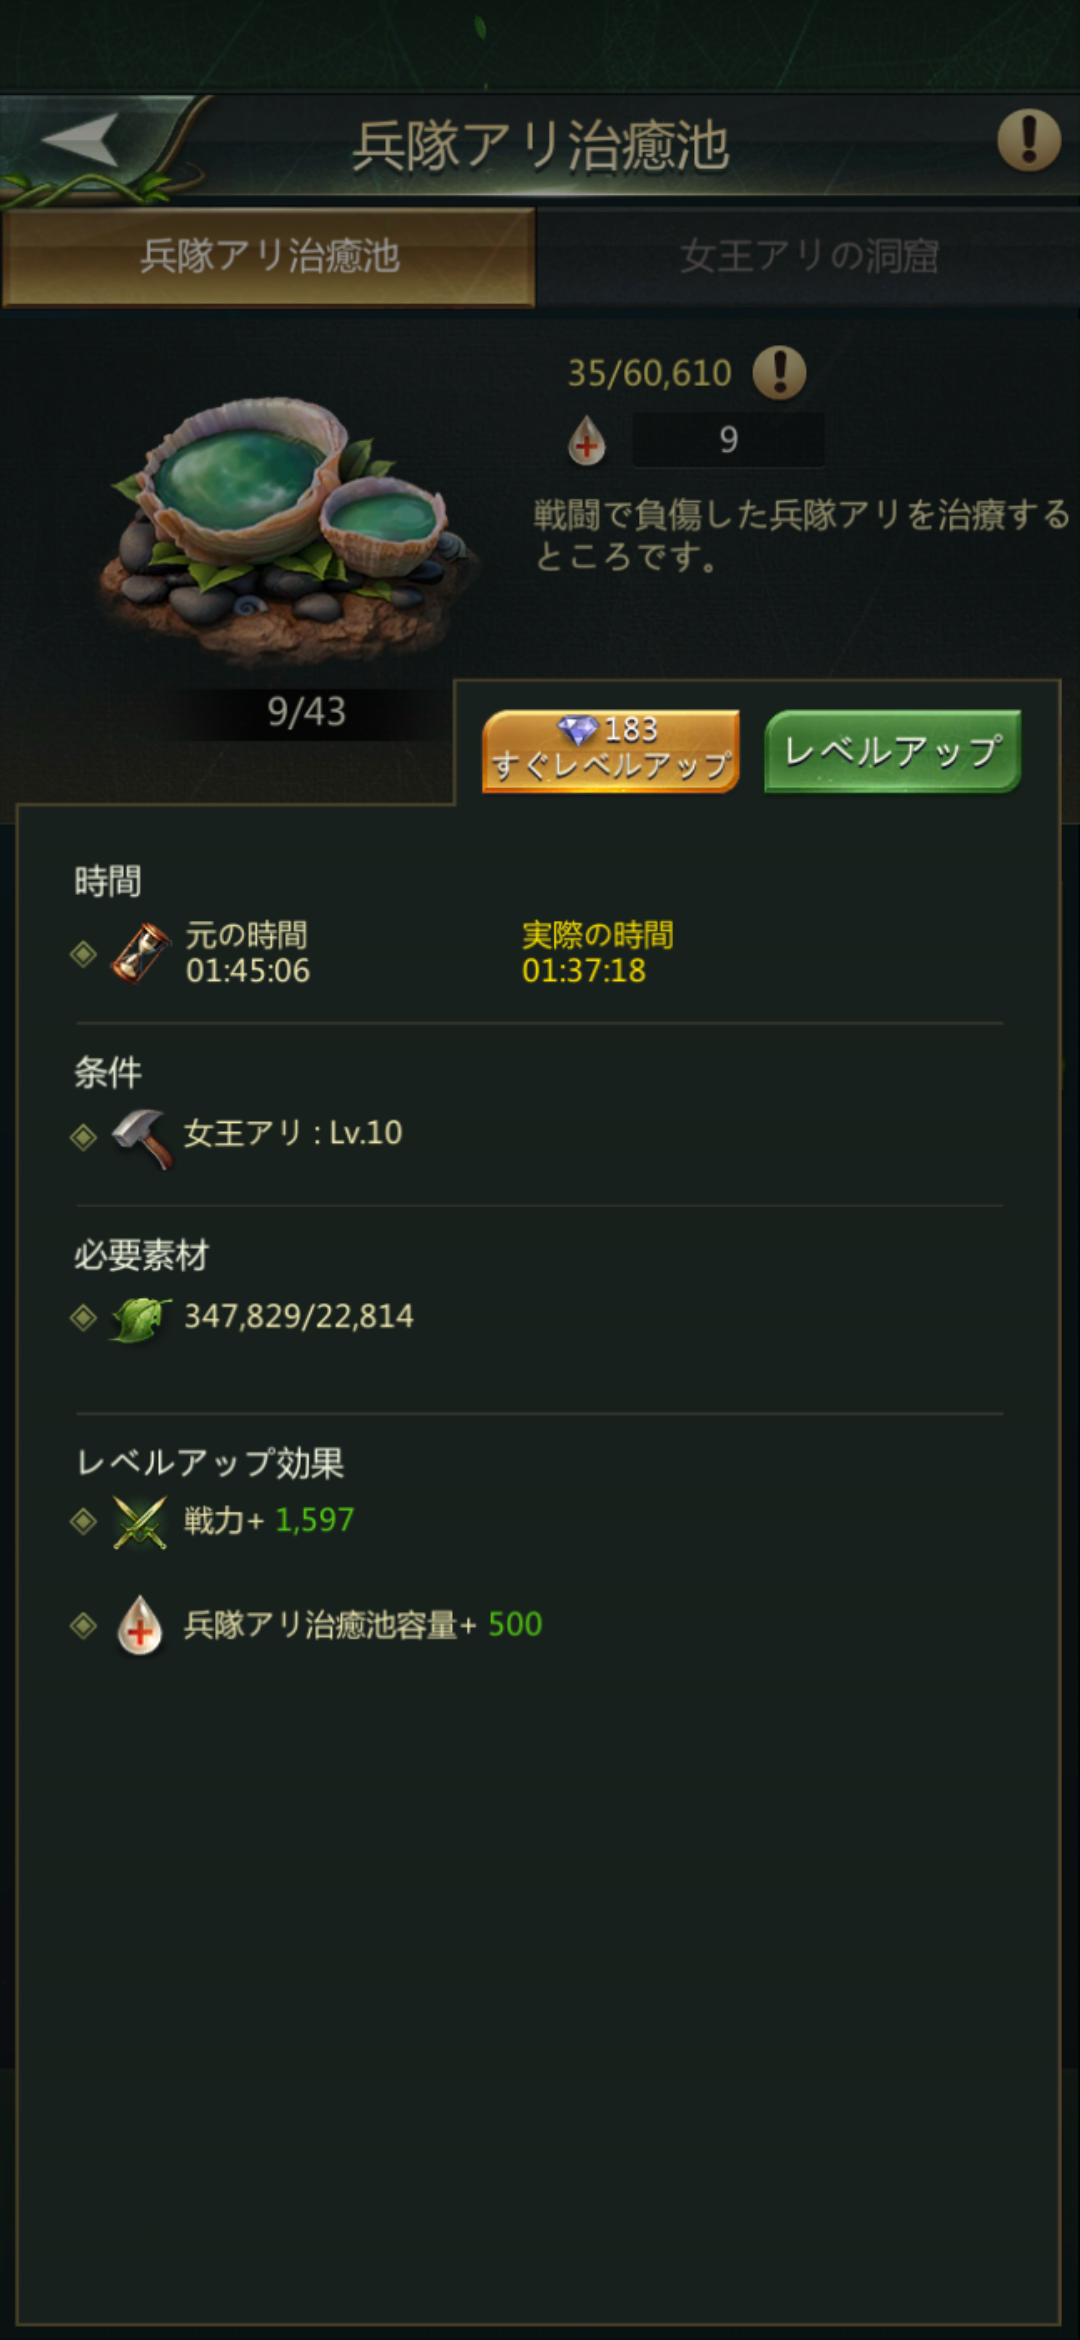 兵隊アリ治癒池
兵隊アリ治癒池
女王アリの洞窟
35/60,610
9
戦闘で負傷した兵隊アリを治療する
ところです。
9/43
183
すぐレベルアップ
レベルアップ
時間
元の時間
実際の時間
01:45:06
01:37:18
条件
女王アリ : Lv.10
必要素材
347,829/22,814
レベルアップ効果
戦力+ 1,597
兵隊アリ治癒池容量+ 500